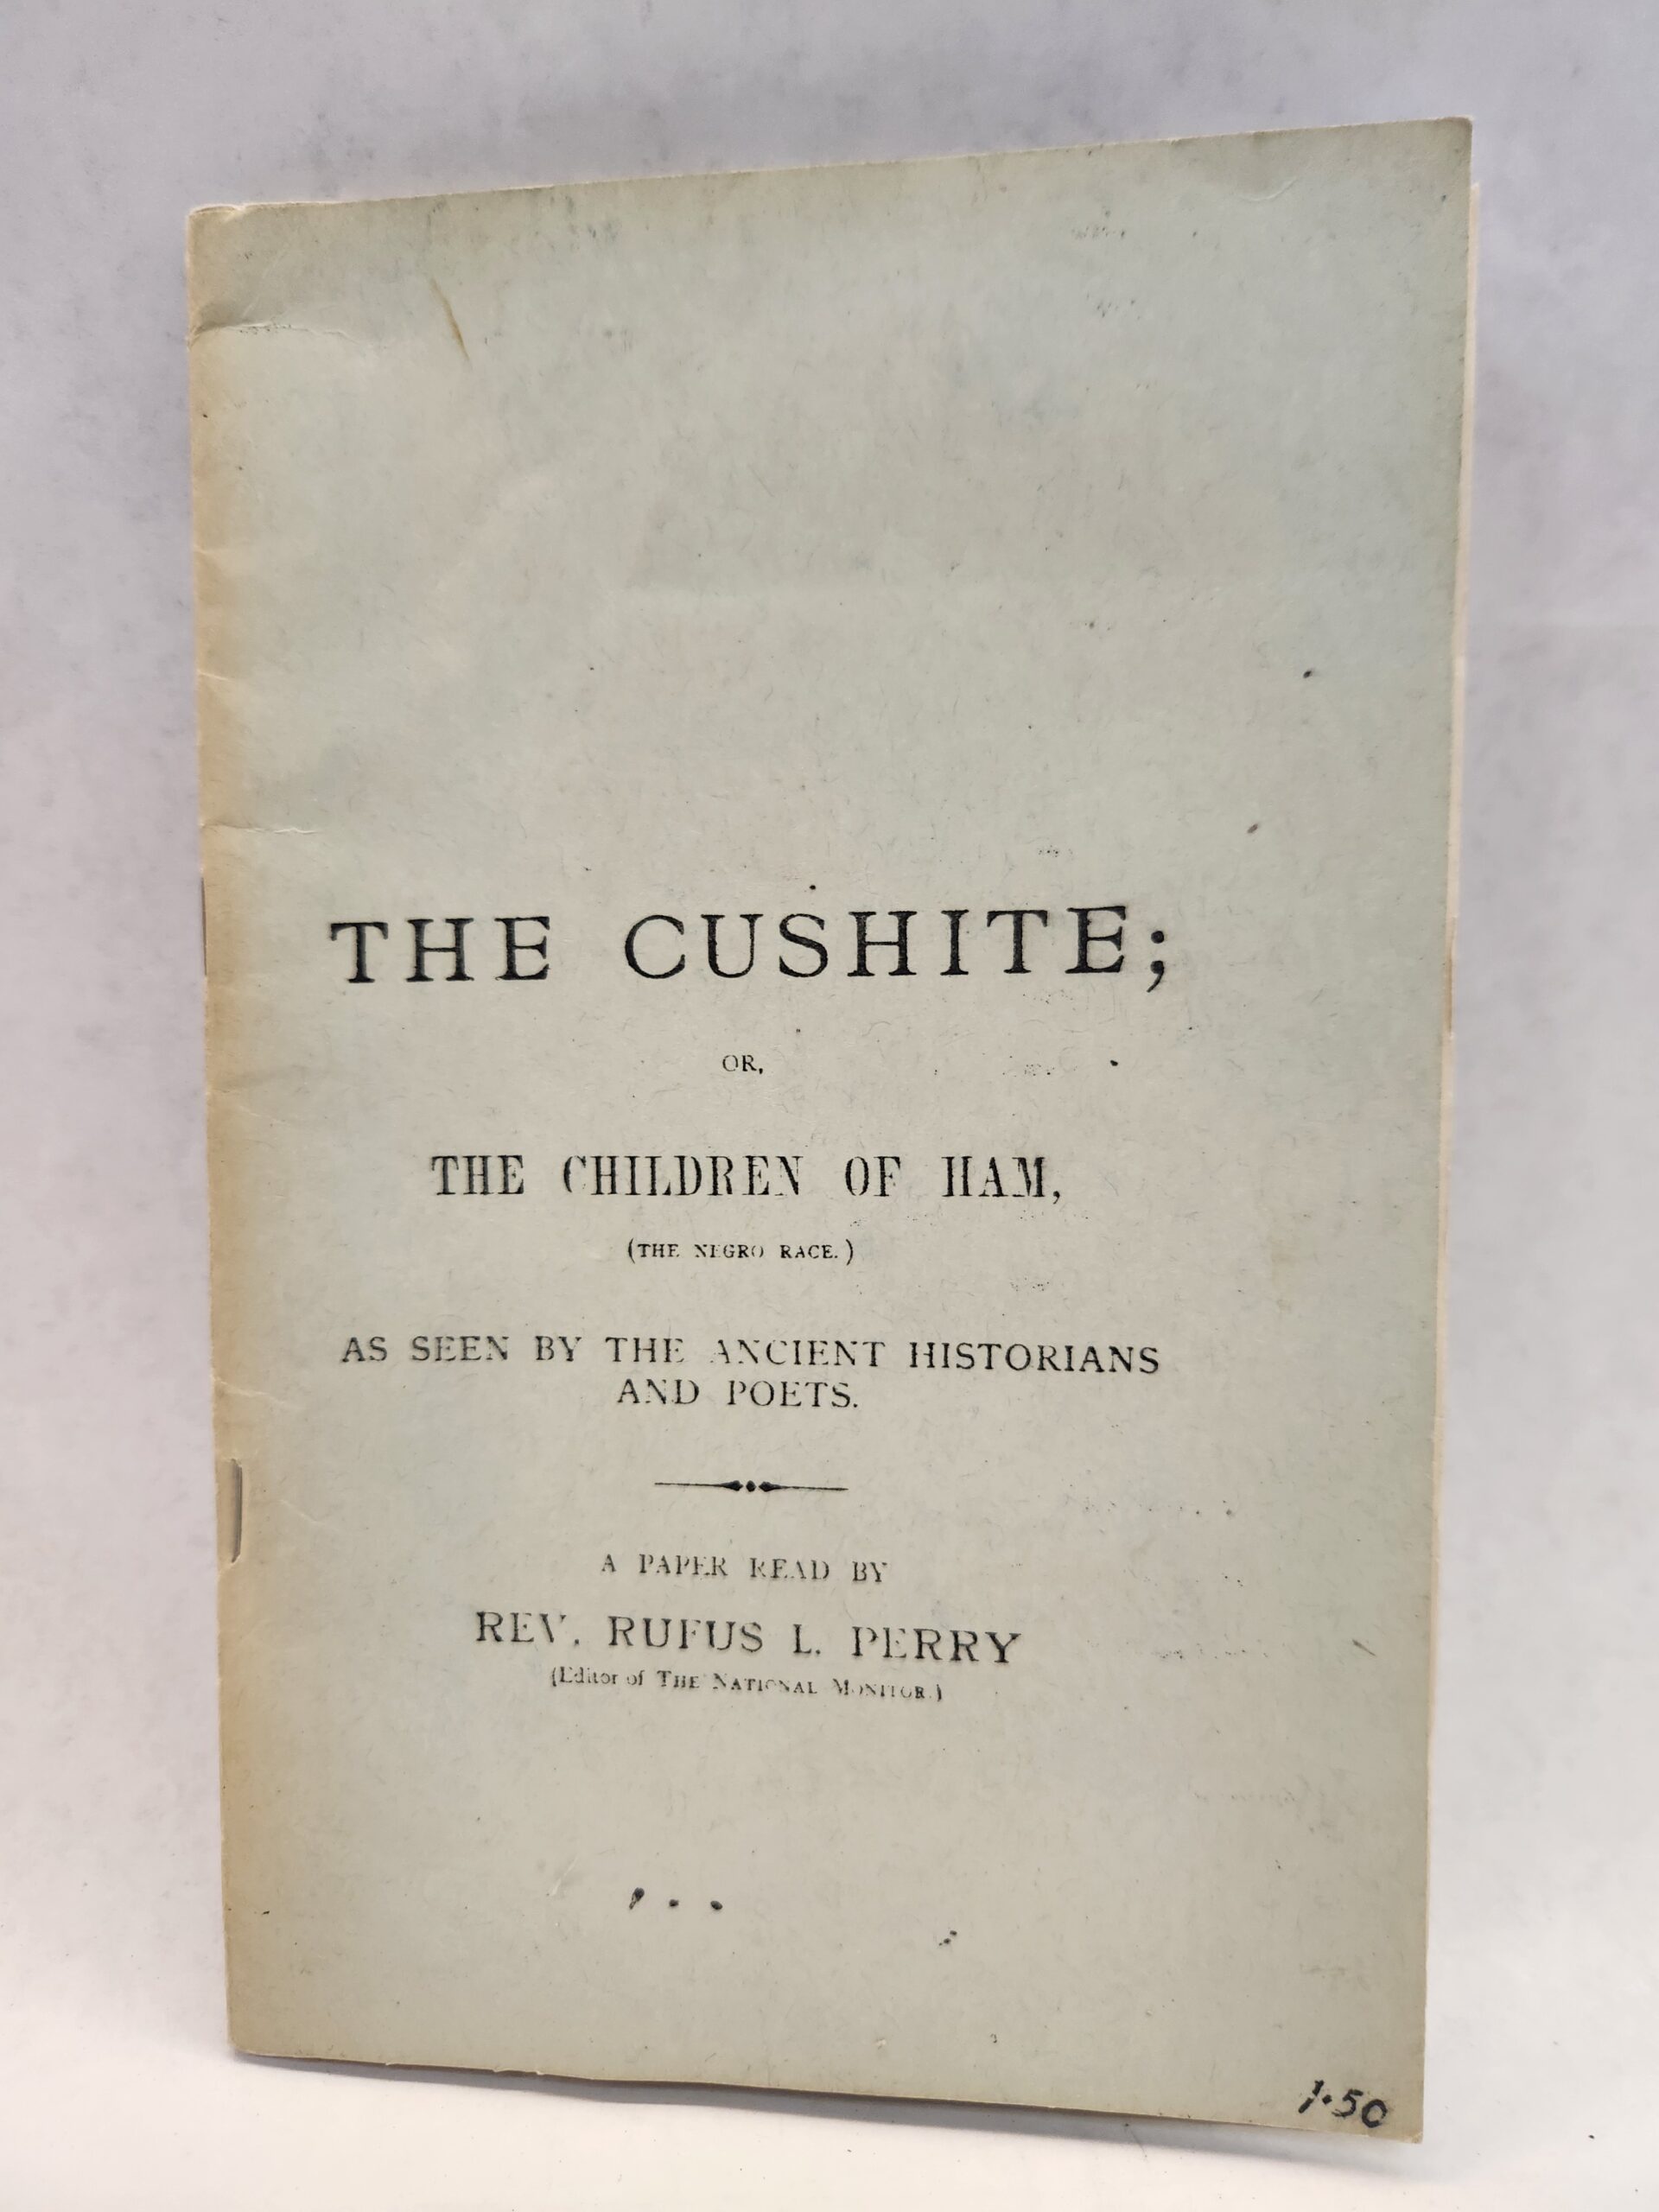 THE CUSHITE;
OR,
THE CHILDREN OF HAM,
(THE NEGRO RACE.)
AS SEEN BY THE ANCIENT HISTORIANS
AND POETS.
A PAPER READ BY
REV. RUFUS L. PERRY
(Editor of THE NATIONAL MONITOR.)
1.50